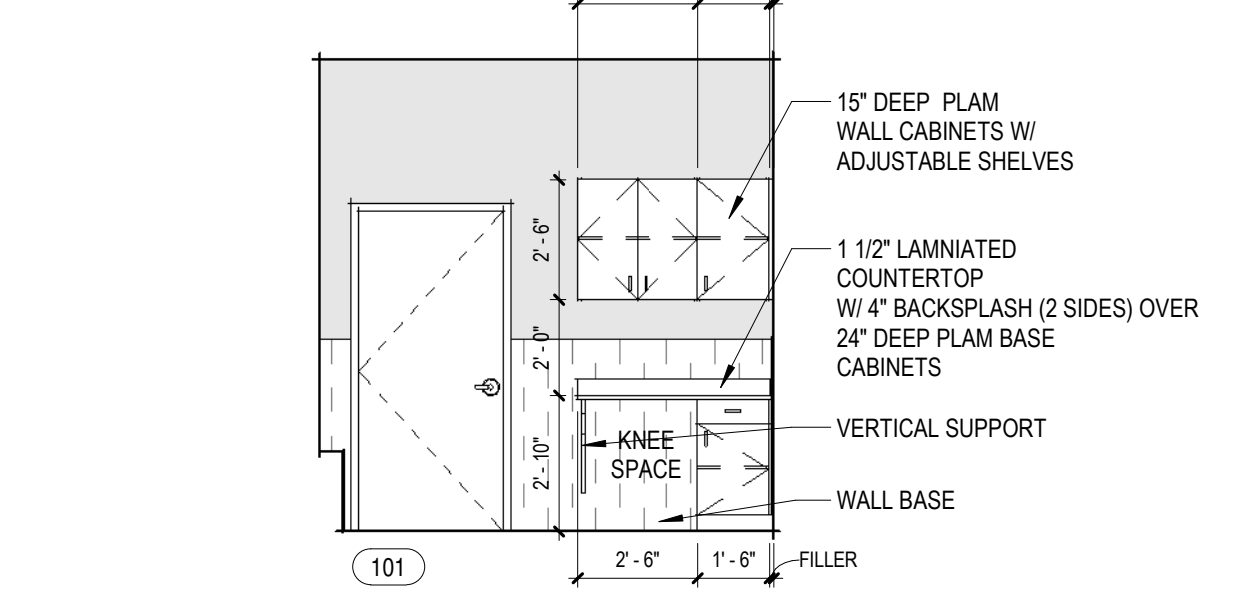 15" DEEP PLAM
WALL CABINETS W/
ADJUSTABLE SHELVES
2' - 6"
1 1/2" LAMNIATED
COUNTERTOP
W/ 4" BACKSPLASH (2 SIDES) OVER
24" DEEP PLAM BASE
CABINETS
2' - 0"
VERTICAL SUPPORT
KNEE
SPACE
2' - 10"
WALL BASE
101
2' - 6"
1' - 6"
FILLER